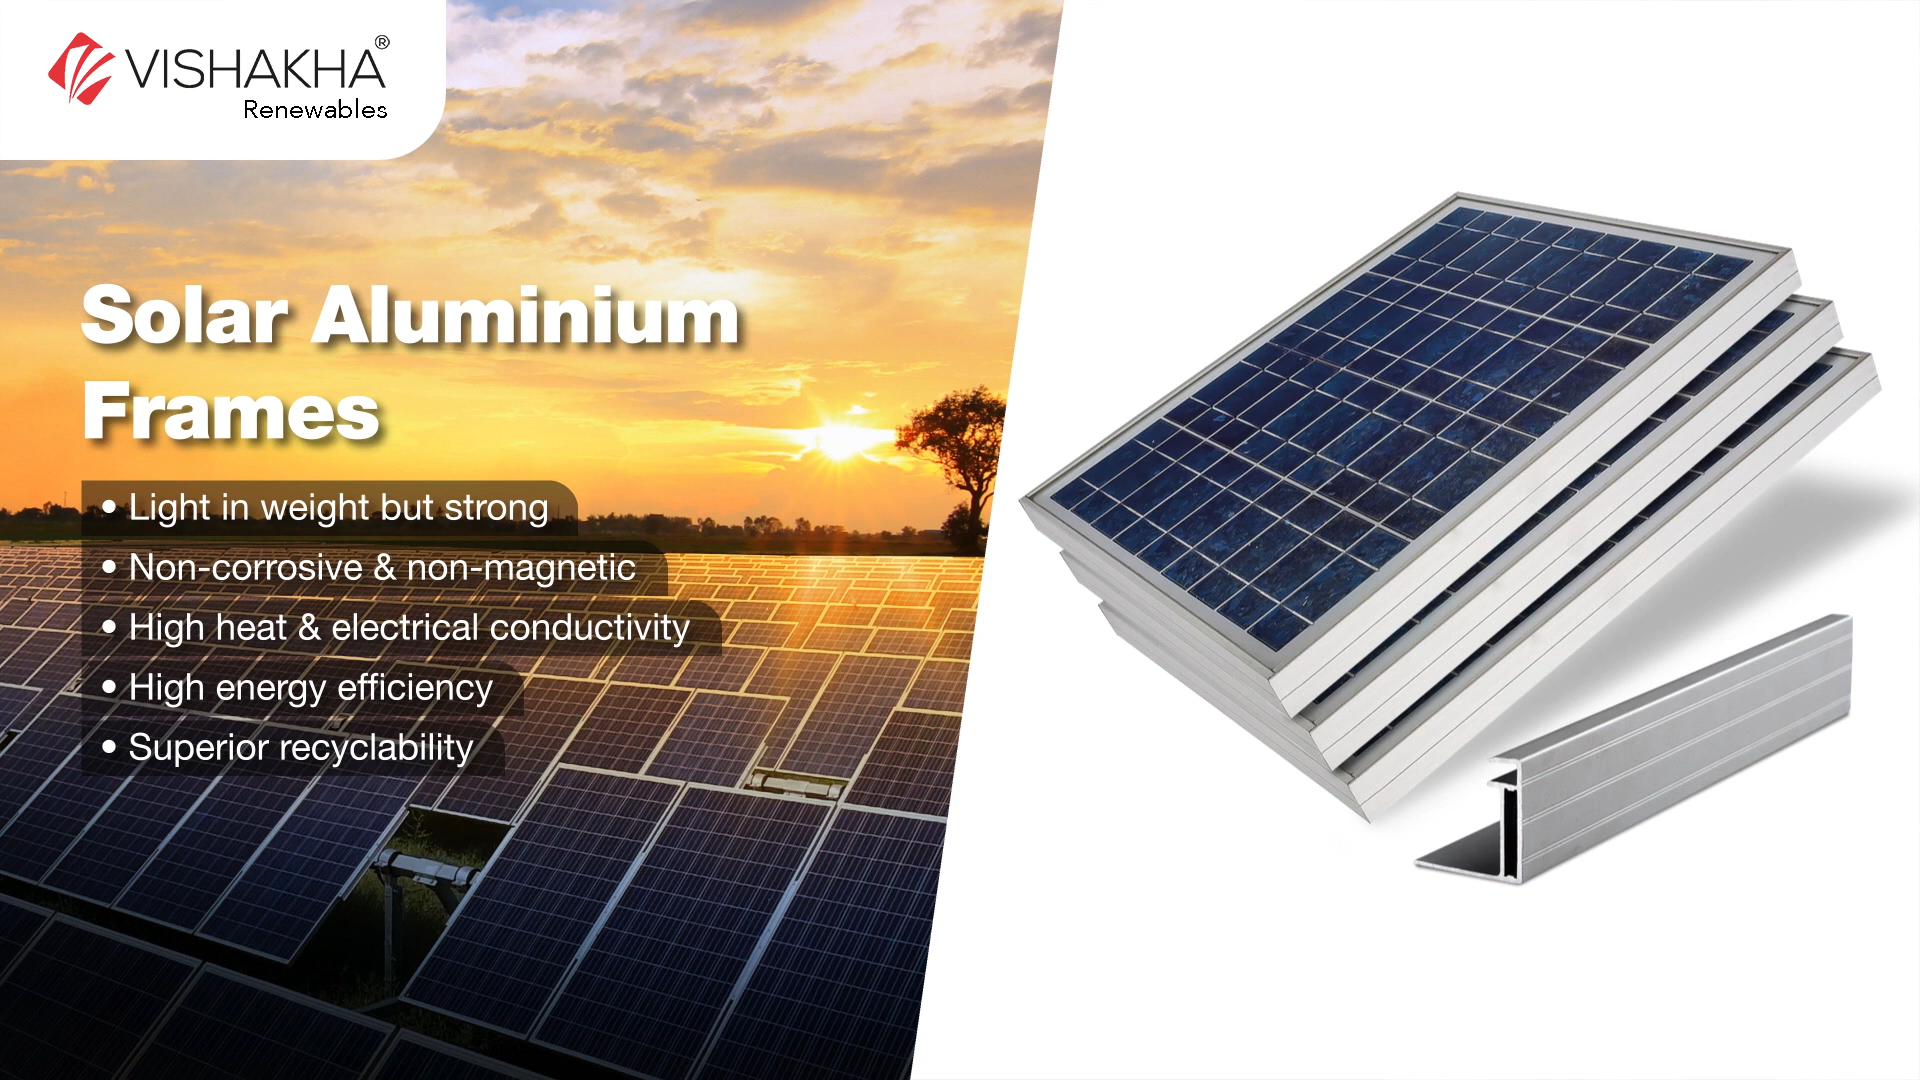 VISHAKHA®
Renewables
Solar Aluminium
Frames
• Light in weight but strong
• Non-corrosive & non-magnetic
• High heat & electrical conductivity
• High energy efficiency
• Superior recyclability